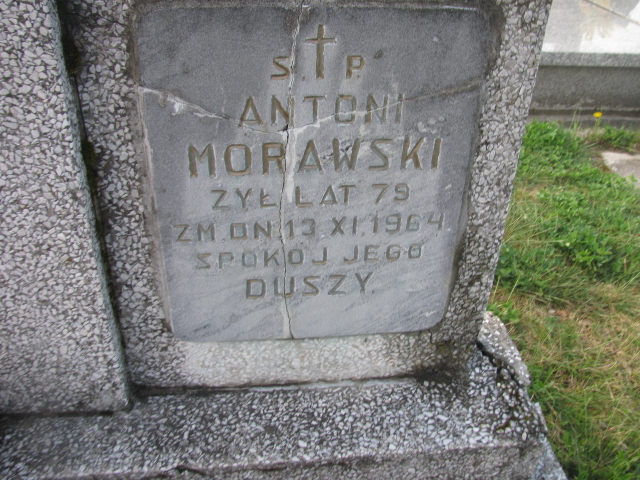 S. † P.
ANTONI
MORAWSKI
ŻYŁ LAT 79
ZM. DN. 13 XI. 1964
SPOKÓJ JEGO
DUSZY.